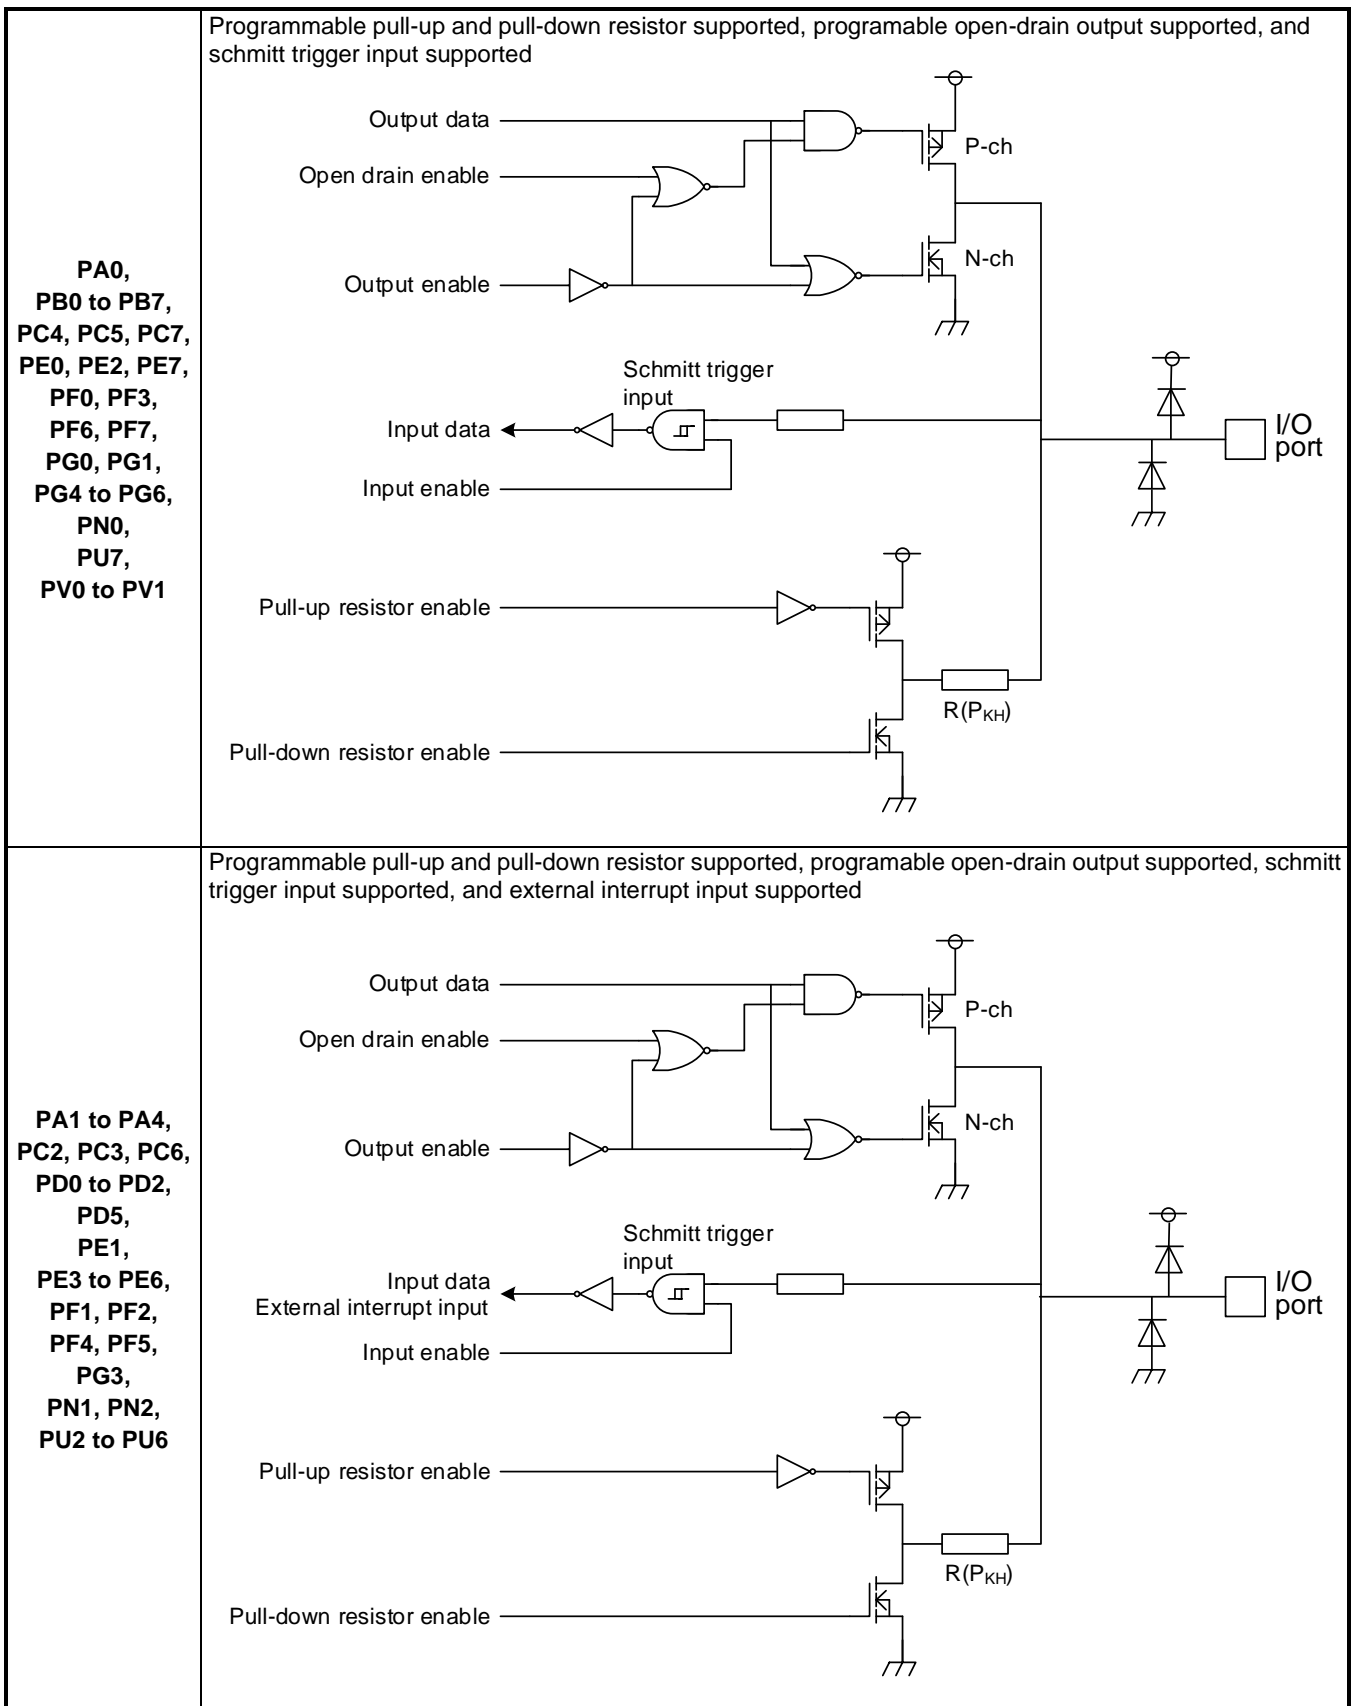 Programmable pull-up and pull-down resistor supported, programable open-drain output supported, and
schmitt trigger input supported
PA0,
PB0 to PB7,
PC4, PC5, PC7,
PE0, PE2, PE7,
PF0, PF3,
PF6, PF7,
PG0, PG1,
PG4 to PG6,
PN0,
PU7,
PV0 to PV1
Output data
P-ch
Open drain enable
N-ch
Output enable
Schmitt trigger
input
Input data
I/O
port
Input enable
Pull-up resistor enable
R(PKH)
Pull-down resistor enable
Programmable pull-up and pull-down resistor supported, programable open-drain output supported, schmitt
trigger input supported, and external interrupt input supported
PA1 to PA4,
PC2, PC3, PC6,
PD0 to PD2,
PD5,
PE1,
PE3 to PE6,
PF1, PF2,
PF4, PF5,
PG3,
PN1, PN2,
PU2 to PU6
Output data
P-ch
Open drain enable
N-ch
Output enable
Schmitt trigger
input
Input data
External interrupt input
I/O
port
Input enable
Pull-up resistor enable
R(PKH)
Pull-down resistor enable